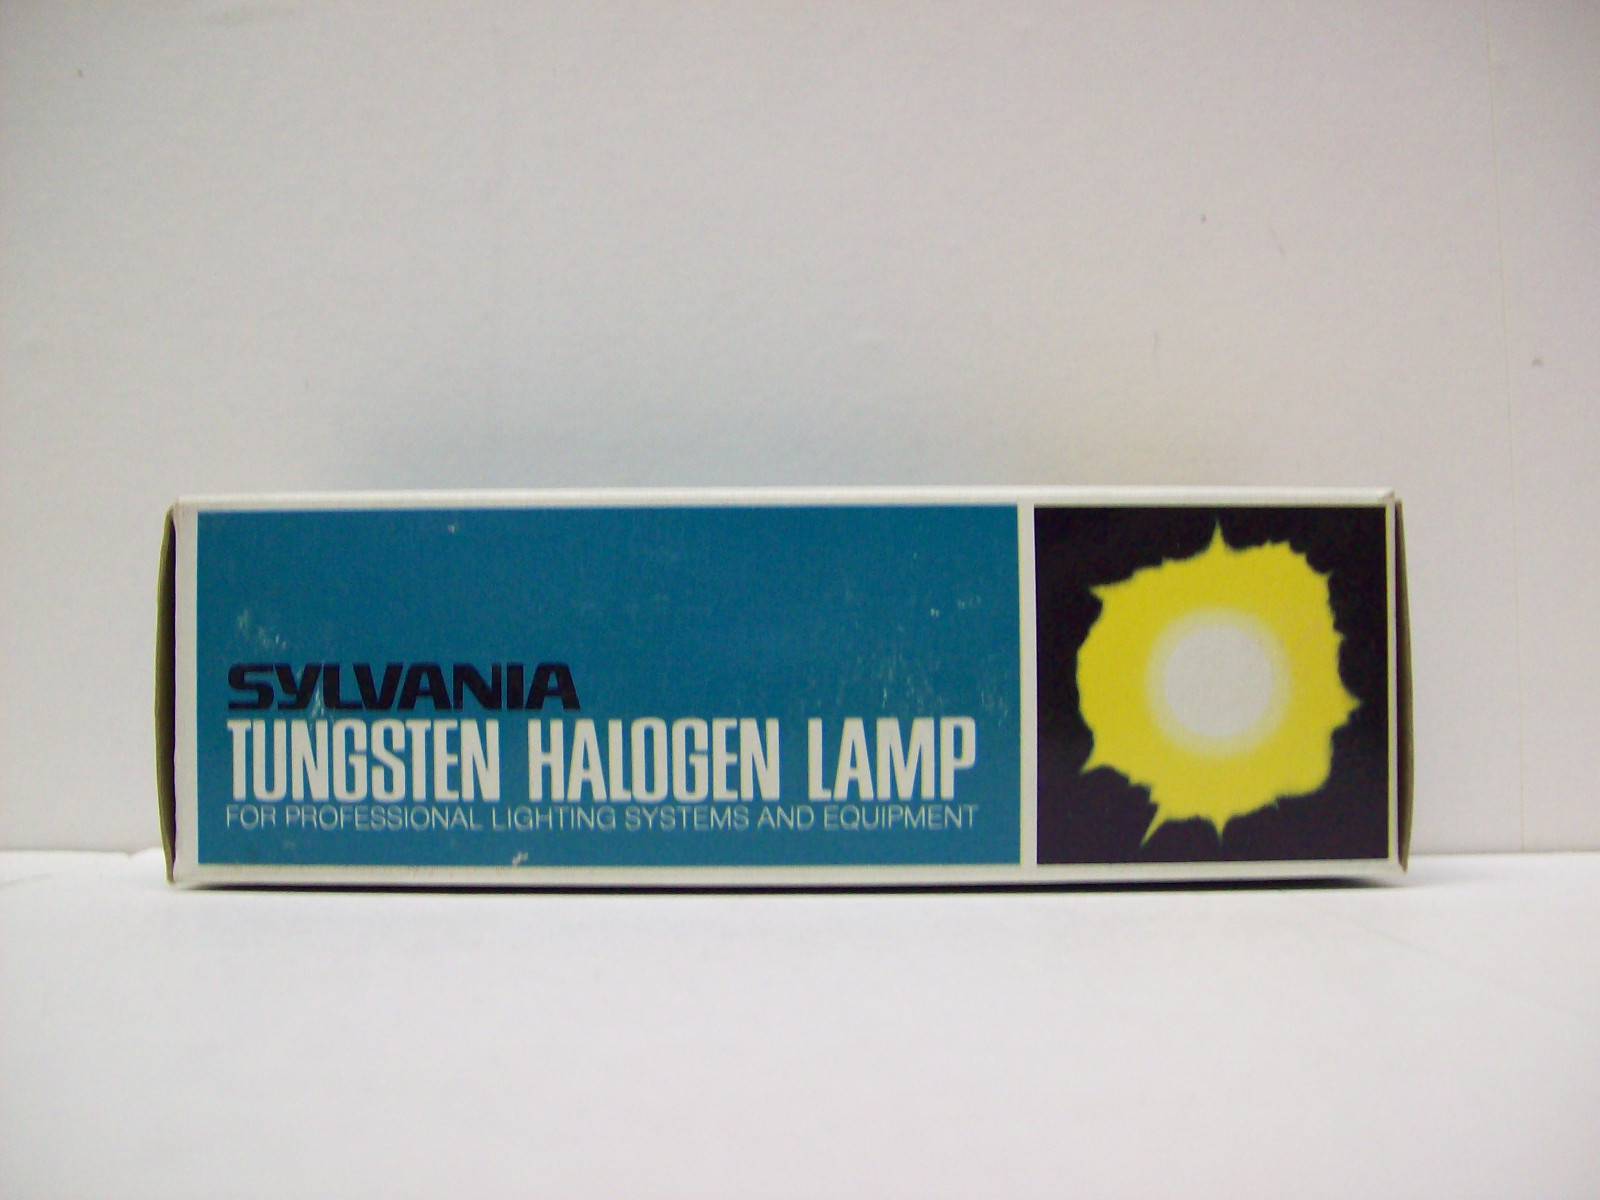 SYLVANIA
TUNGSTEN HALOGEN LAMP
FOR PROFESSIONAL LIGHTING SYSTEMS AND EQUIPMENT